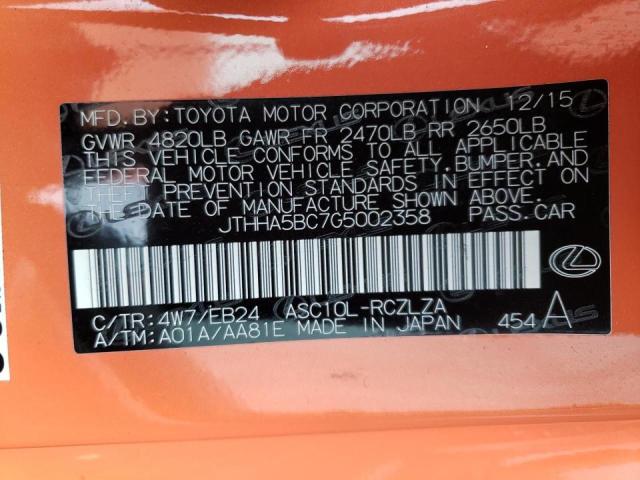 MFD.BY:TOYOTA MOTOR CORPORATION 12/15
GVWR 4820LB GAWR FR 2470LB RR 2650LB
THIS VEHICLE CONFORMS TO ALL APPLICABLE
FEDERAL MOTOR VEHICLE SAFETY,BUMPER,AND
THEFT PREVENTION STANDARDS IN EFFECT ON
THE DATE OF MANUFACTURE SHOWN ABOVE.
JTHHA5BC7G5002358 PASS.CAR
C/TR:4W7/EB24 ASC10L-RCZLZA
A/TM:A01A/AA81E MADE IN JAPAN 454 A